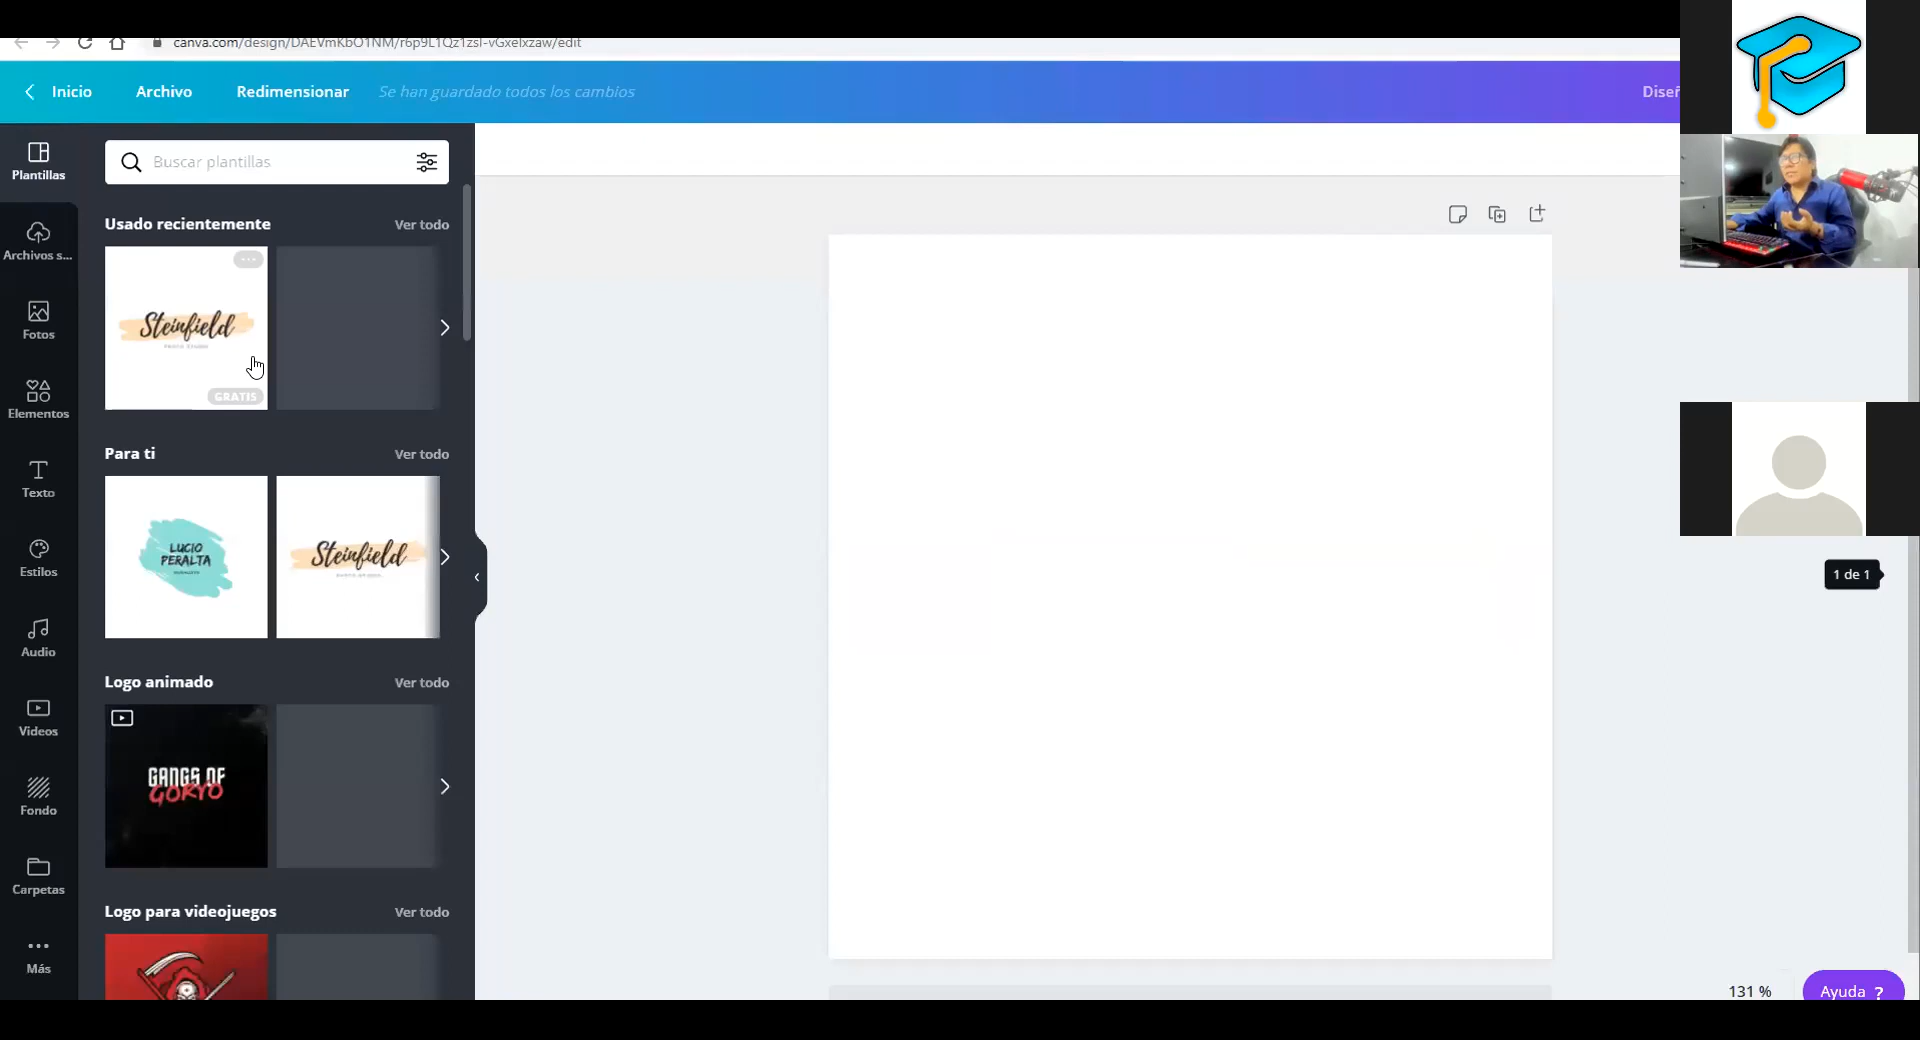 canva.com/design/DAEVmKbO1NM/r6p9L1Qz1zsI-vGxeIxzaw/edit
Inicio
Archivo
Redimensionar
Se han guardado todos los cambios
Diseñ
Plantillas
Archivos s...
Fotos
Elementos
Texto
Estilos
Audio
Videos
Fondo
Carpetas
Más
Buscar plantillas
Usado recientemente
Ver todo
Steinfield
GRATIS
Para ti
Ver todo
LUCIO
PERALTA
Steinfield
Logo animado
Ver todo
GANGS OF
GORYO
Logo para videojuegos
Ver todo
1 de 1
131 %
Ayuda ?